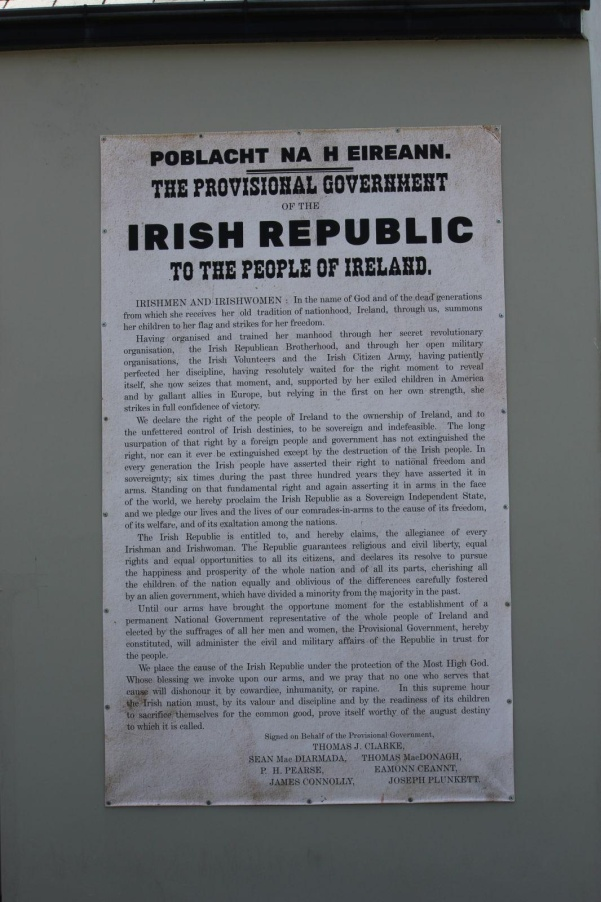 POBLACHT NA H EIREANN.
THE PROVISIONAL GOVERNMENT
OF THE
IRISH REPUBLIC
TO THE PEOPLE OF IRELAND.
IRISHMEN AND IRISHWOMEN : In the name of God and of the dead generations
from which she receives her old tradition of nationhood, Ireland, through us, summons
her children to her flag and strikes for her freedom.
Having organised and trained her manhood through her secret revolutionary
organisation, the Irish Republican Brotherhood, and through her open military
organisations, the Irish Volunteers and the Irish Citizen Army, having patiently
perfected her discipline, having resolutely waited for the right moment to reveal
itself, she now seizes that moment, and, supported by her exiled children in America
and by gallant allies in Europe, but relying in the first on her own strength, she
strikes in full confidence of victory.
We declare the right of the people of Ireland to the ownership of Ireland, and to
the unfettered control of Irish destinies, to be sovereign and indefeasible. The long
usurpation of that right by a foreign people and government has not extinguished the
right, nor can it ever be extinguished except by the destruction of the Irish people. In
every generation the Irish people have asserted their right to national freedom and
sovereignty; six times during the past three hundred years they have asserted it in
arms. Standing on that fundamental right and again asserting it in arms in the face
of the world, we hereby proclaim the Irish Republic as a Sovereign Independent State,
and we pledge our lives and the lives of our comrades-in-arms to the cause of its freedom,
of its welfare, and of its exaltation among the nations.
The Irish Republic is entitled to, and hereby claims, the allegiance of every
Irishman and Irishwoman. The Republic guarantees religious and civil liberty, equal
rights and equal opportunities to all its citizens, and declares its resolve to pursue
the happiness and prosperity of the whole nation and of all its parts, cherishing all
the children of the nation equally and oblivious of the differences carefully fostered
by an alien government, which have divided a minority from the majority in the past.
Until our arms have brought the opportune moment for the establishment of a
permanent National Government representative of the whole people of Ireland and
elected by the suffrages of all her men and women, the Provisional Government, hereby
constituted, will administer the civil and military affairs of the Republic in trust for
the people.
We place the cause of the Irish Republic under the protection of the Most High God.
Whose blessing we invoke upon our arms, and we pray that no one who serves that
cause will dishonour it by cowardice, inhumanity, or rapine. In this supreme hour
the Irish nation must, by its valour and discipline and by the readiness of its children
to sacrifice themselves for the common good, prove itself worthy of the august destiny
to which it is called.
Signed on Behalf of the Provisional Government,
THOMAS J. CLARKE,
SEAN Mac DIARMADA, THOMAS MacDONAGH,
P. H. PEARSE, EAMONN CEANNT,
JAMES CONNOLLY, JOSEPH PLUNKETT.